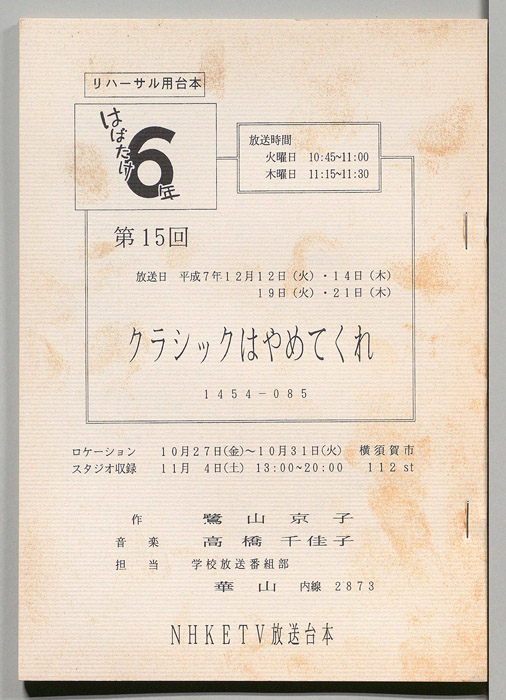 リハーサル用台本
はばたけ6年
放送時間
火曜日 10:45~11:00
木曜日 11:15~11:30
第15回
放送日 平成7年12月12日(火)・14日(木)
19日(火)・21日(木)
クラシックはやめてくれ
1454-085
ロケーション 10月27日(金)～10月31日(火) 横須賀市
スタジオ収録 11月 4日(土) 13:00~20:00 112st
作 鷺山京子
音楽 高橋千佳子
担当 学校放送番組部
華山 内線 2873
NHKETV放送台本